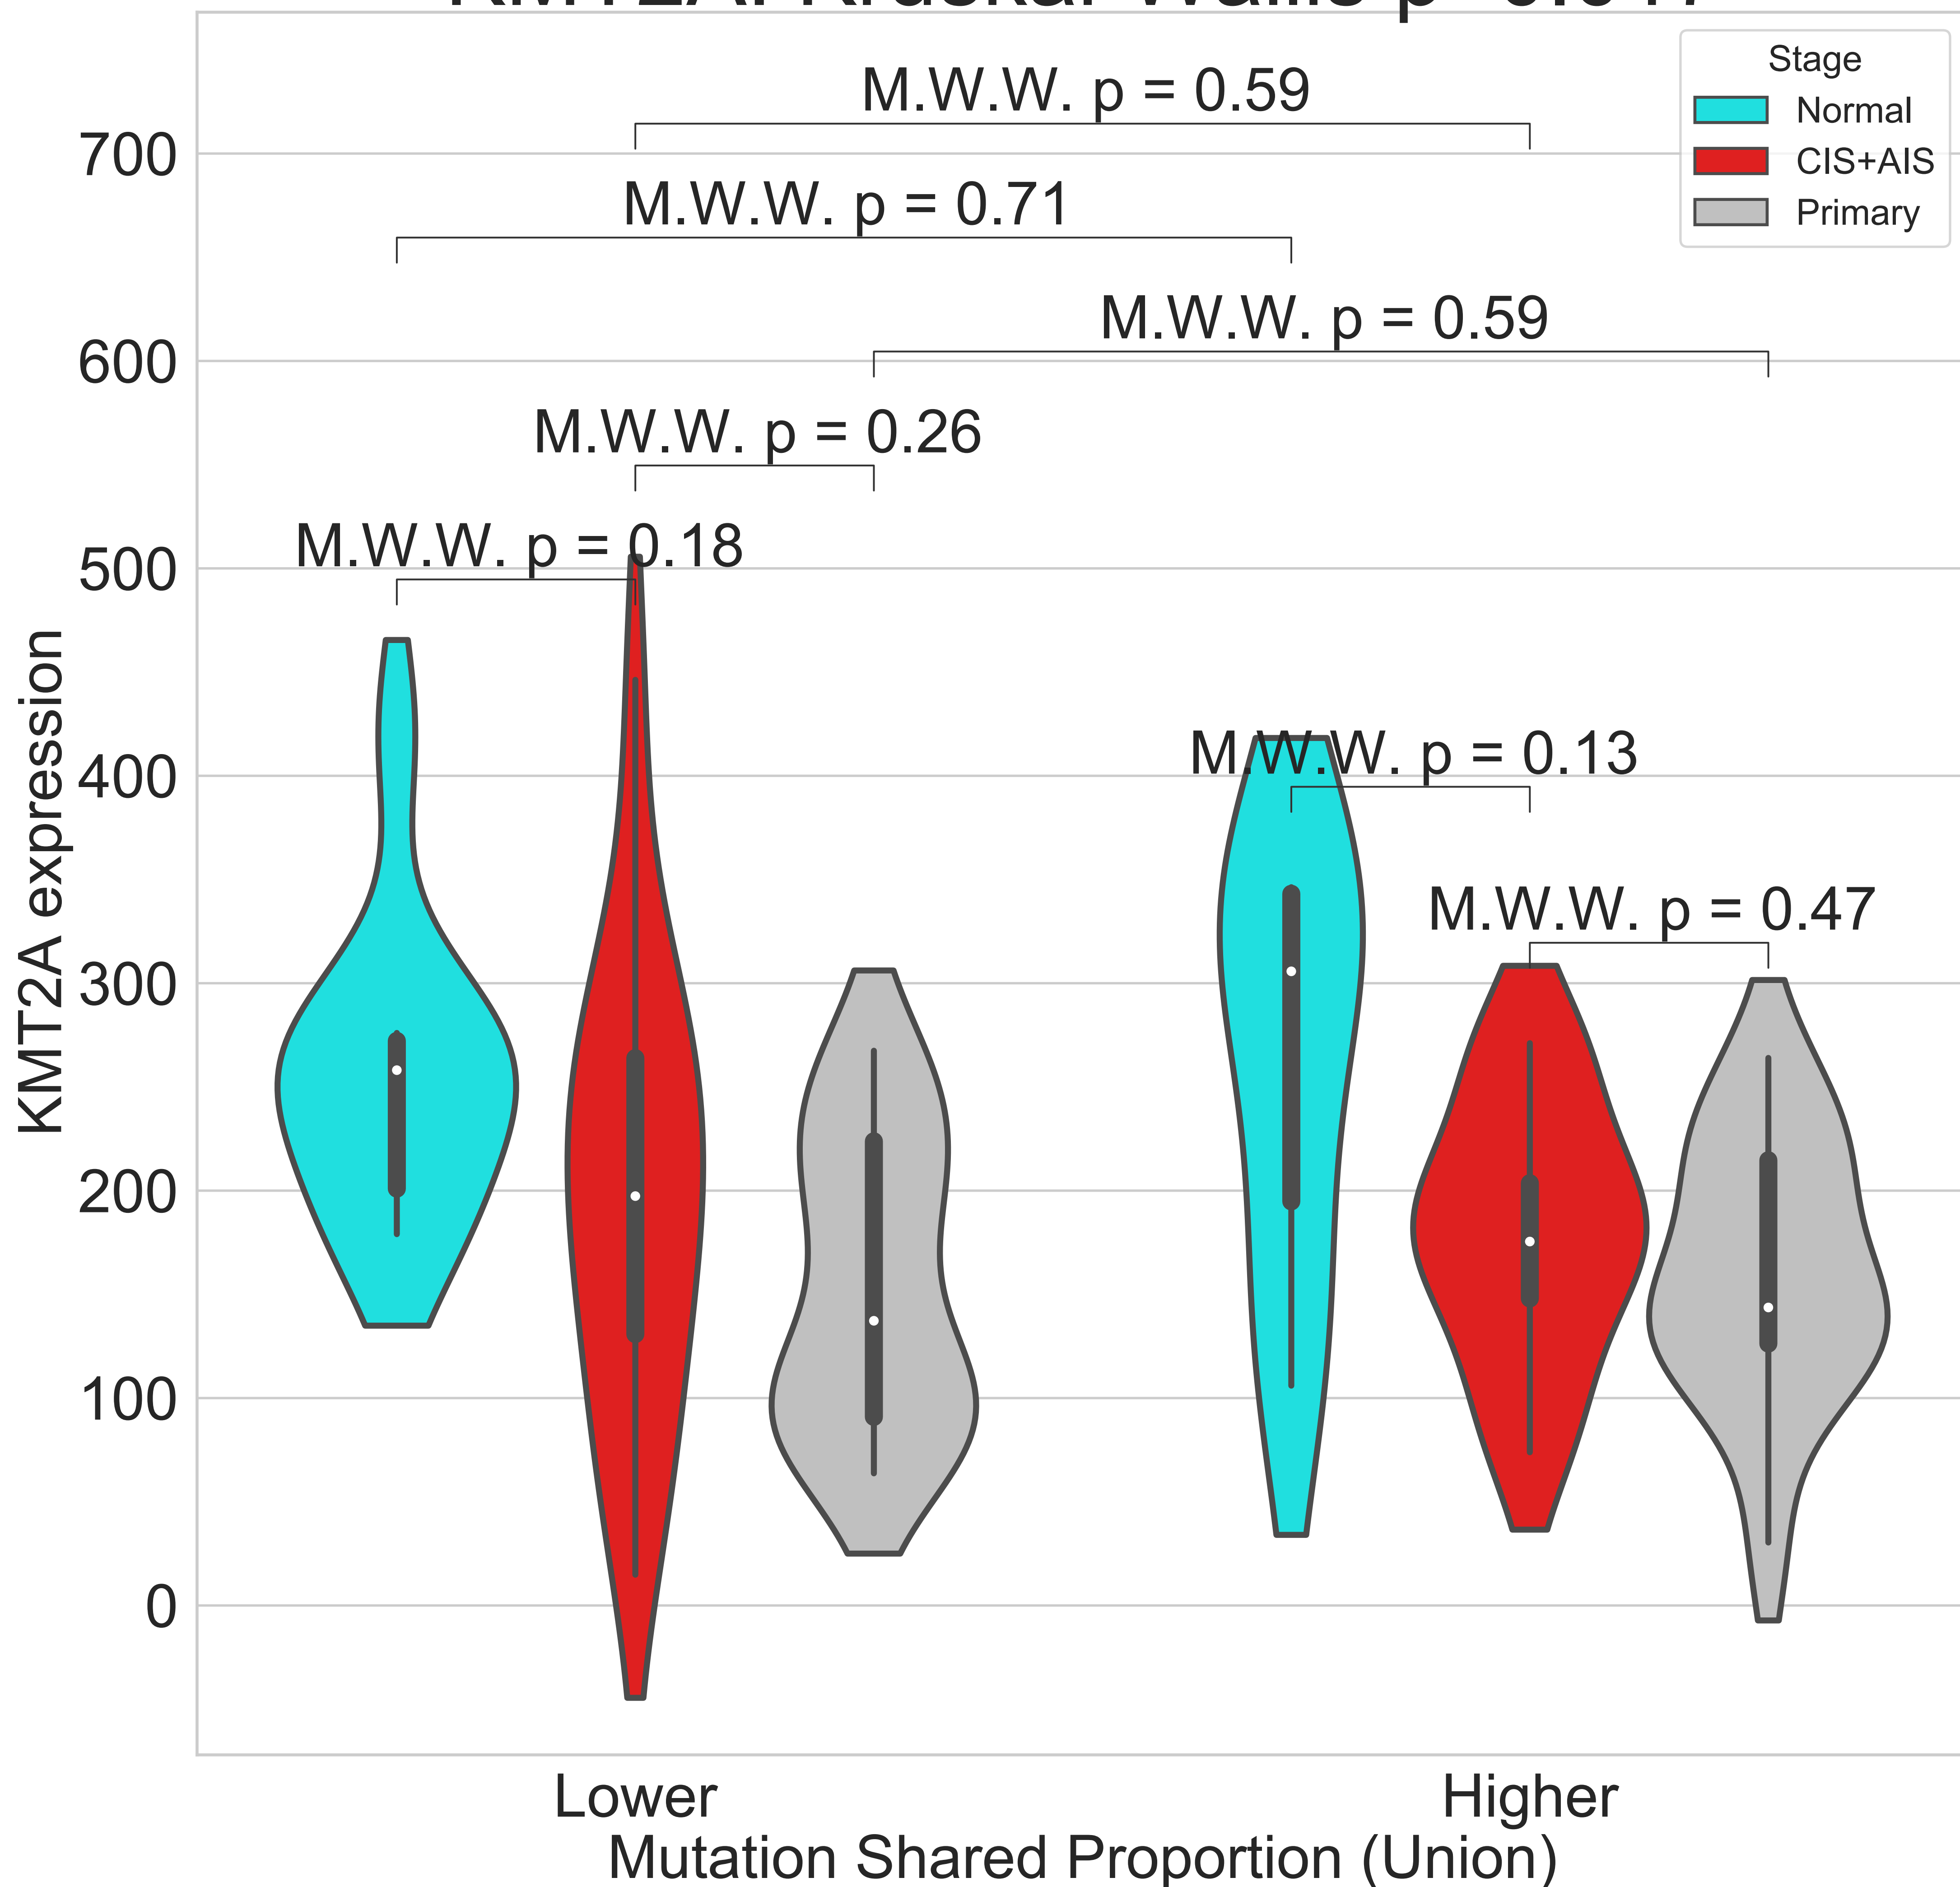 Stage
Normal
CIS+AIS
Primary
M.W.W. p = 0.59
M.W.W. p = 0.71
M.W.W. p = 0.59
M.W.W. p = 0.26
M.W.W. p = 0.18
M.W.W. p = 0.13
M.W.W. p = 0.47
700
600
500
400
300
200
100
0
KMT2A expression
Lower
Higher
Mutation Shared Proportion (Union)